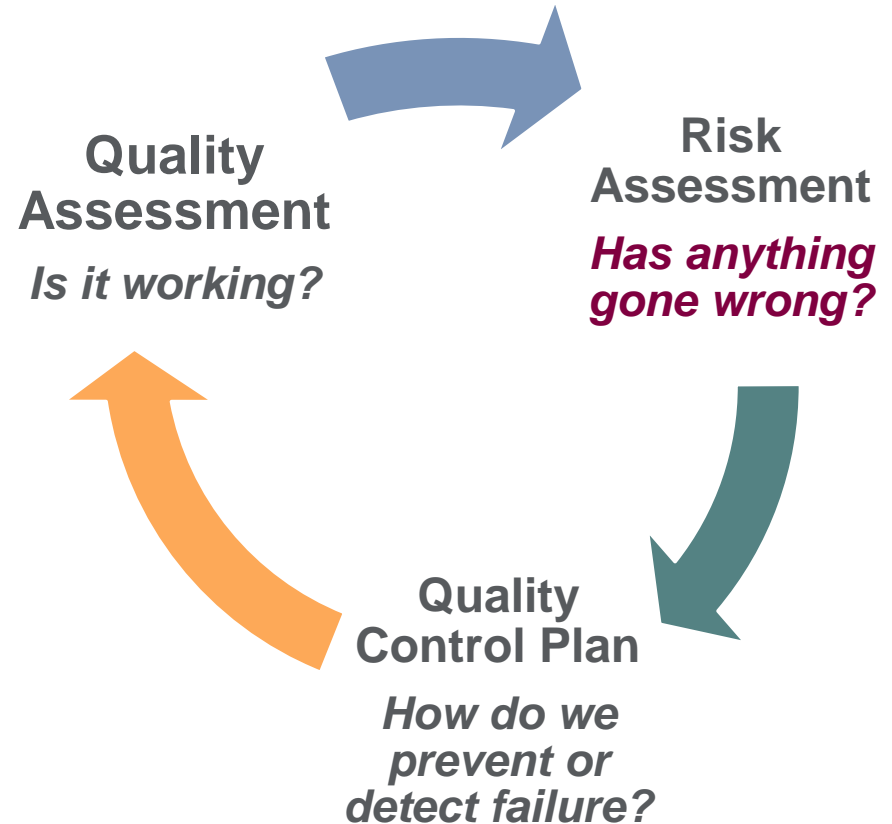 Quality
Assessment
Is it working?
Risk
Assessment
Has anything
gone wrong?
Quality
Control Plan
How do we
prevent or
detect failure?